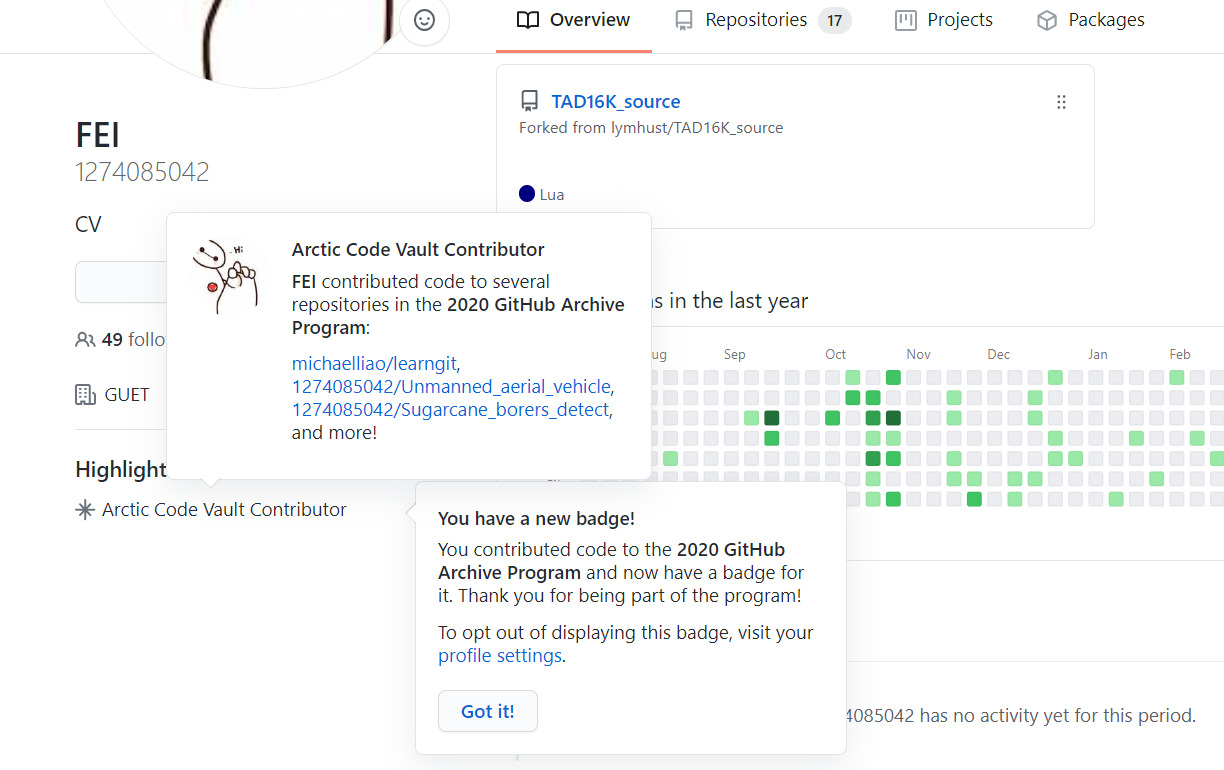 Overview
Repositories 17
Projects
Packages
FEI
1274085042
CV
49 follo
GUET
Highlight
Arctic Code Vault Contributor
TAD16K_source
Forked from lymhust/TAD16K_source
Lua
Hi
Arctic Code Vault Contributor
FEI contributed code to several
repositories in the 2020 GitHub Archive
Program:
michaelliao/learngit,
1274085042/Unmanned_aerial_vehicle,
1274085042/Sugarcane_borers_detect,
and more!
s in the last year
ug Sep Oct Nov Dec Jan Feb
You have a new badge!
You contributed code to the 2020 GitHub
Archive Program and now have a badge for
it. Thank you for being part of the program!
To opt out of displaying this badge, visit your
profile settings.
Got it!
4085042 has no activity yet for this period.